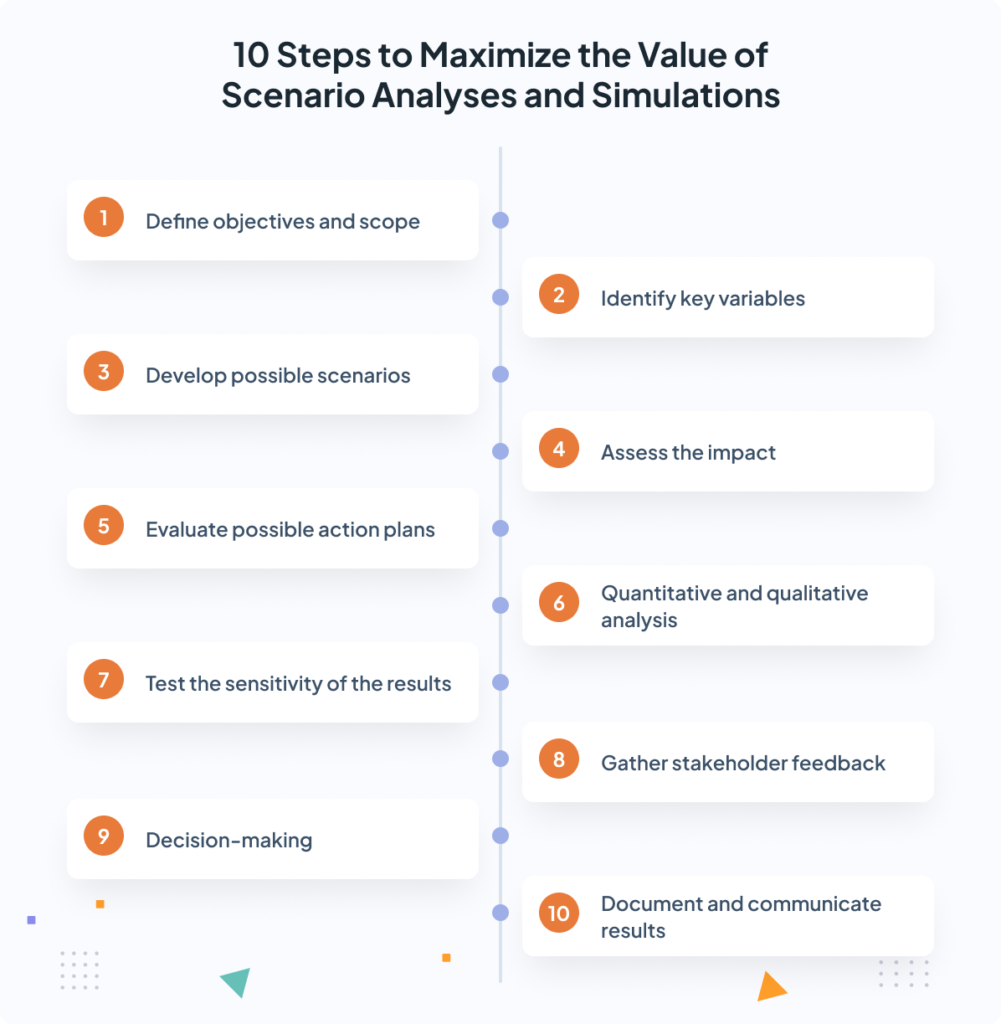 10 Steps to Maximize the Value of
Scenario Analyses and Simulations
1 Define objectives and scope
2 Identify key variables
3 Develop possible scenarios
4 Assess the impact
5 Evaluate possible action plans
6 Quantitative and qualitative
analysis
7 Test the sensitivity of the results
8 Gather stakeholder feedback
9 Decision-making
10 Document and communicate
results